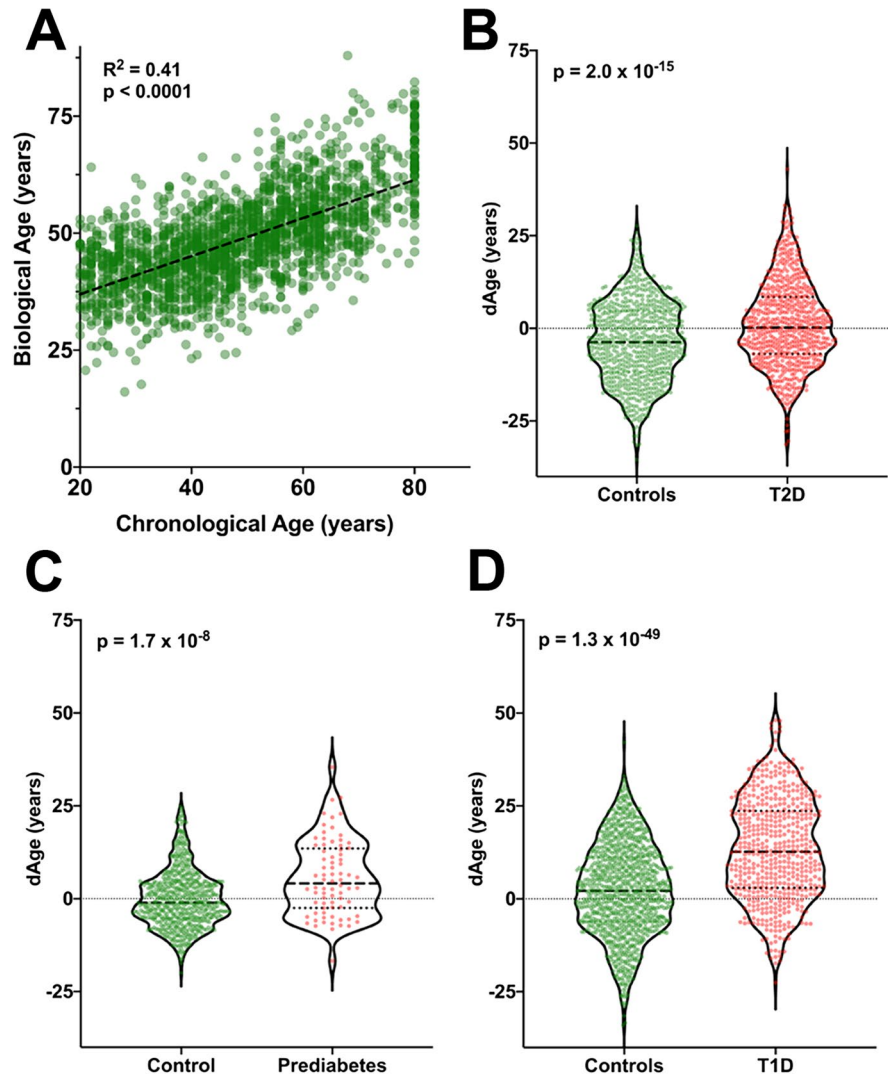 A
R² = 0.41
p < 0.0001
Biological Age (years)
75
50
25
0
20
40
60
80
Chronological Age (years)
B
p = 2.0 x 10⁻¹⁵
dAge (years)
75
50
25
0
-25
Controls
T2D
C
p = 1.7 x 10⁻⁸
dAge (years)
75
50
25
0
-25
Control
Prediabetes
D
p = 1.3 x 10⁻⁴⁹
dAge (years)
75
50
25
0
-25
Controls
T1D